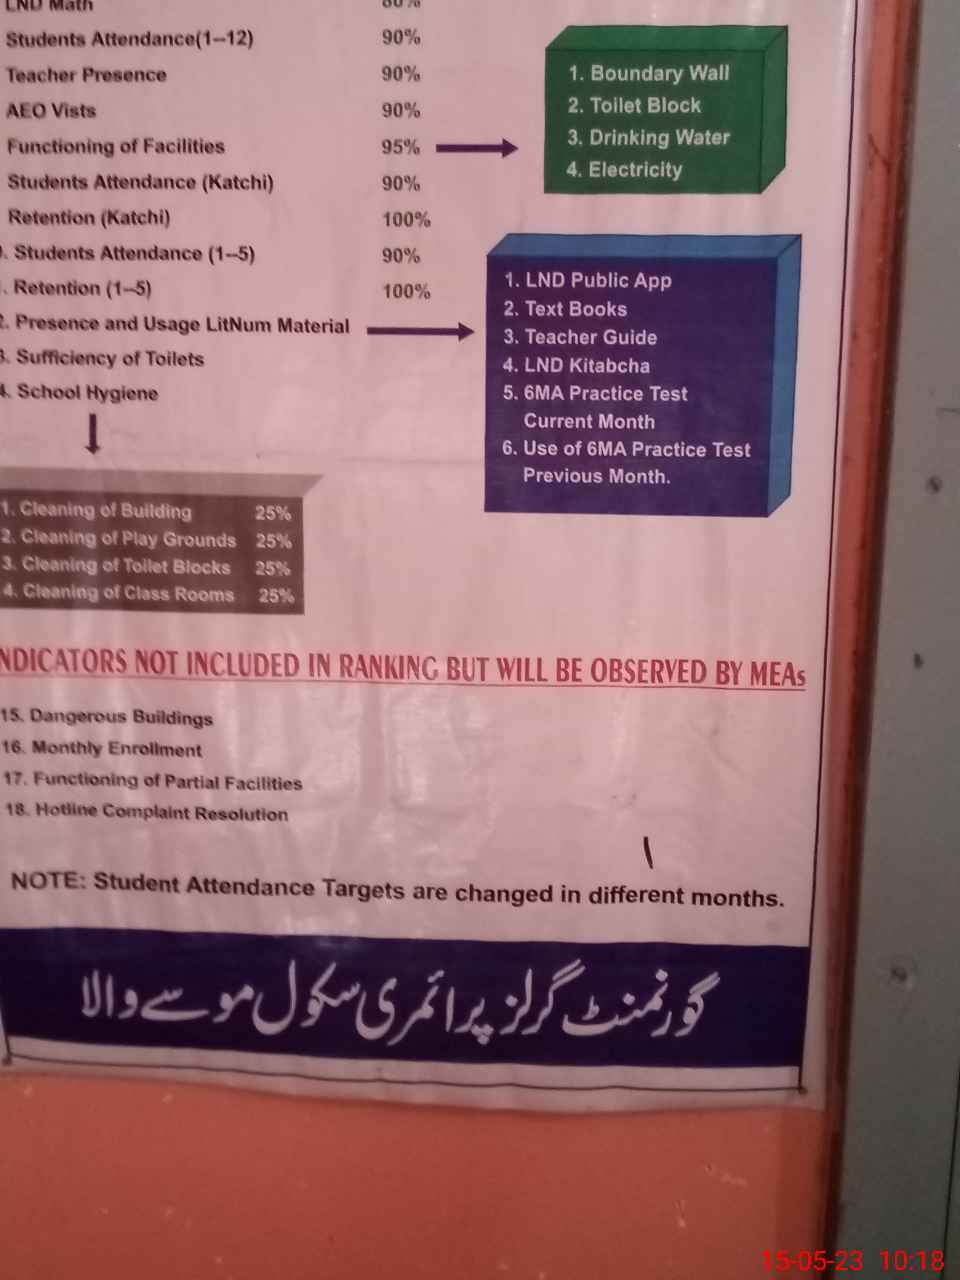 LND Math 80%
Students Attendance(1–12) 90%
Teacher Presence 90%
AEO Vists 90%
Functioning of Facilities 95%
Students Attendance (Katchi) 90%
Retention (Katchi) 100%
. Students Attendance (1–5) 90%
. Retention (1–5) 100%
2. Presence and Usage LitNum Material
3. Sufficiency of Toilets
4. School Hygiene
1. Boundary Wall
2. Toilet Block
3. Drinking Water
4. Electricity
1. LND Public App
2. Text Books
3. Teacher Guide
4. LND Kitabcha
5. 6MA Practice Test
Current Month
6. Use of 6MA Practice Test
Previous Month.
1. Cleaning of Building 25%
2. Cleaning of Play Grounds 25%
3. Cleaning of Toilet Blocks 25%
4. Cleaning of Class Rooms 25%
NDICATORS NOT INCLUDED IN RANKING BUT WILL BE OBSERVED BY MEAs
15. Dangerous Buildings
16. Monthly Enrollment
17. Functioning of Partial Facilities
18. Hotline Complaint Resolution
NOTE: Student Attendance Targets are changed in different months.
گورنمنٹ گرلز پرائمری سکول موسے والا
15-05-23 10:18